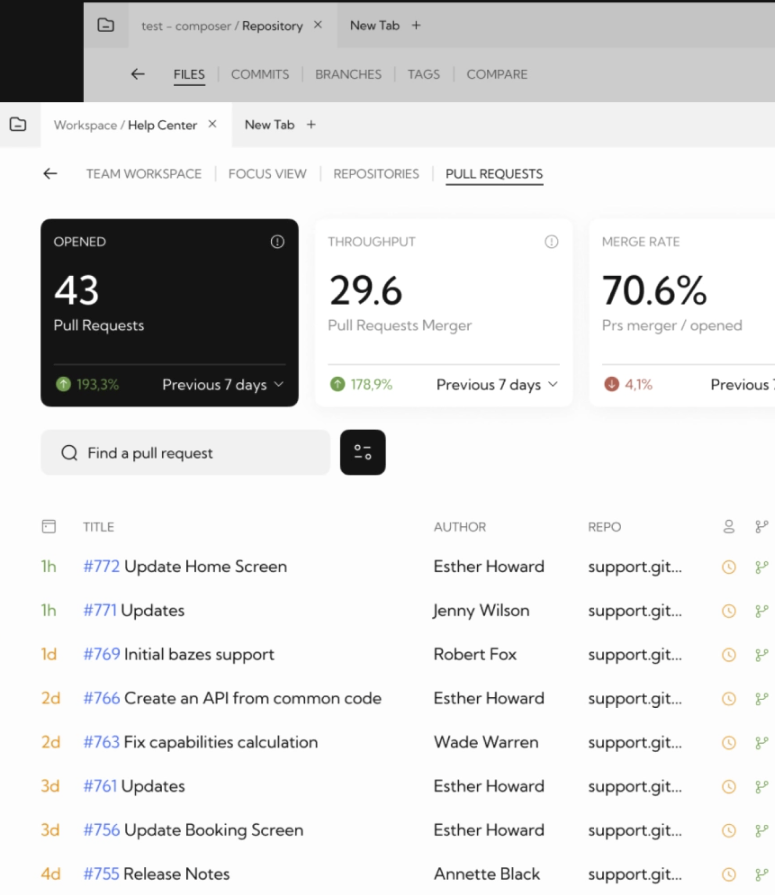 test - composer / Repository × New Tab +
FILES COMMITS BRANCHES TAGS COMPARE
Workspace / Help Center × New Tab +
TEAM WORKSPACE FOCUS VIEW REPOSITORIES PULL REQUESTS
OPENED THROUGHPUT MERGE RATE
43 29.6 70.6%
Pull Requests Pull Requests Merger Prs merger / opened
193,3% Previous 7 days 178,9% Previous 7 days 4,1% Previous
Find a pull request
TITLE AUTHOR REPO
1h #772 Update Home Screen Esther Howard support.git...
1h #771 Updates Jenny Wilson support.git...
1d #769 Initial bazes support Robert Fox support.git...
2d #766 Create an API from common code Esther Howard support.git...
2d #763 Fix capabilities calculation Wade Warren support.git...
3d #761 Updates Esther Howard support.git...
3d #756 Update Booking Screen Esther Howard support.git...
4d #755 Release Notes Annette Black support.git...